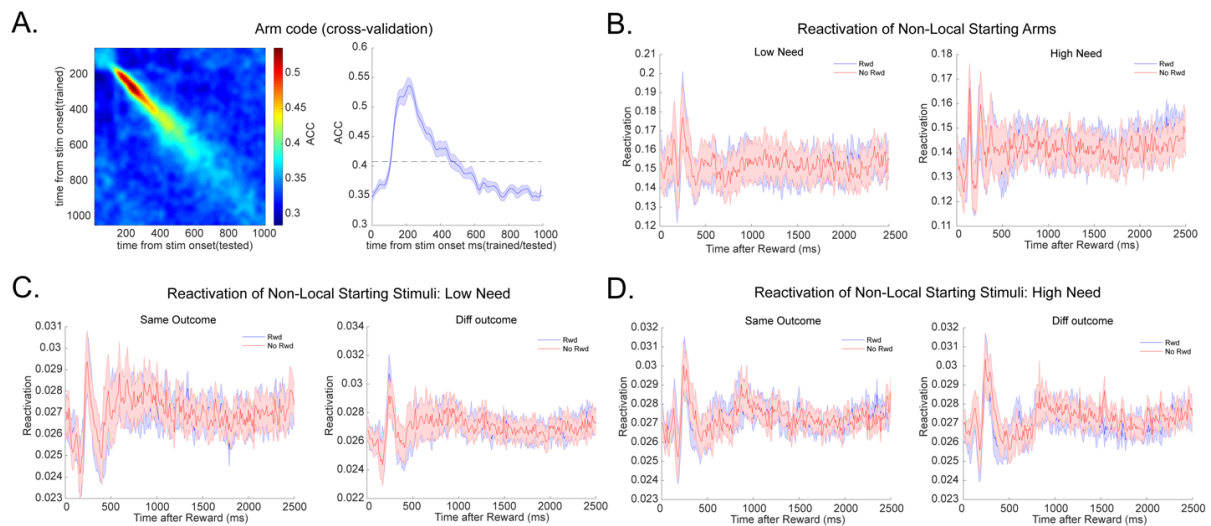 A.
Arm code (cross-validation)
200
400
600
800
1000
time from stim onset(trained)
200 400 600 800 1000
time from stim onset(tested)
0.5
0.45
0.4
0.35
0.3
ACC
0.6
0.55
0.5
0.45
0.4
0.35
0.3
ACC
0 200 400 600 800 1000
time from stim onset ms(trained/tested)
B.
Reactivation of Non-Local Starting Arms
Low Need
Rwd
No Rwd
0.21
0.2
0.19
0.18
0.17
0.16
0.15
0.14
0.13
0.12
Reactivation
0 500 1000 1500 2000 2500
Time after Reward (ms)
High Need
Rwd
No Rwd
0.18
0.17
0.16
0.15
0.14
0.13
0.12
0.11
Reactivation
0 500 1000 1500 2000 2500
Time after Reward (ms)
C.
Reactivation of Non-Local Starting Stimuli: Low Need
Same Outcome
Rwd
No Rwd
0.031
0.03
0.029
0.028
0.027
0.026
0.025
0.024
0.023
Reactivation
0 500 1000 1500 2000 2500
Time after Reward (ms)
Diff outcome
Rwd
No Rwd
0.034
0.032
0.03
0.028
0.026
0.024
0.022
Reactivation
0 500 1000 1500 2000 2500
Time after Reward (ms)
D.
Reactivation of Non-Local Starting Stimuli: High Need
Same Outcome
Rwd
No Rwd
0.032
0.031
0.03
0.029
0.028
0.027
0.026
0.025
0.024
0.023
Reactivation
0 500 1000 1500 2000 2500
Time after Reward (ms)
Diff outcome
Rwd
No Rwd
0.032
0.031
0.03
0.029
0.028
0.027
0.026
0.025
0.024
0.023
Reactivation
0 500 1000 1500 2000 2500
Time after Reward (ms)